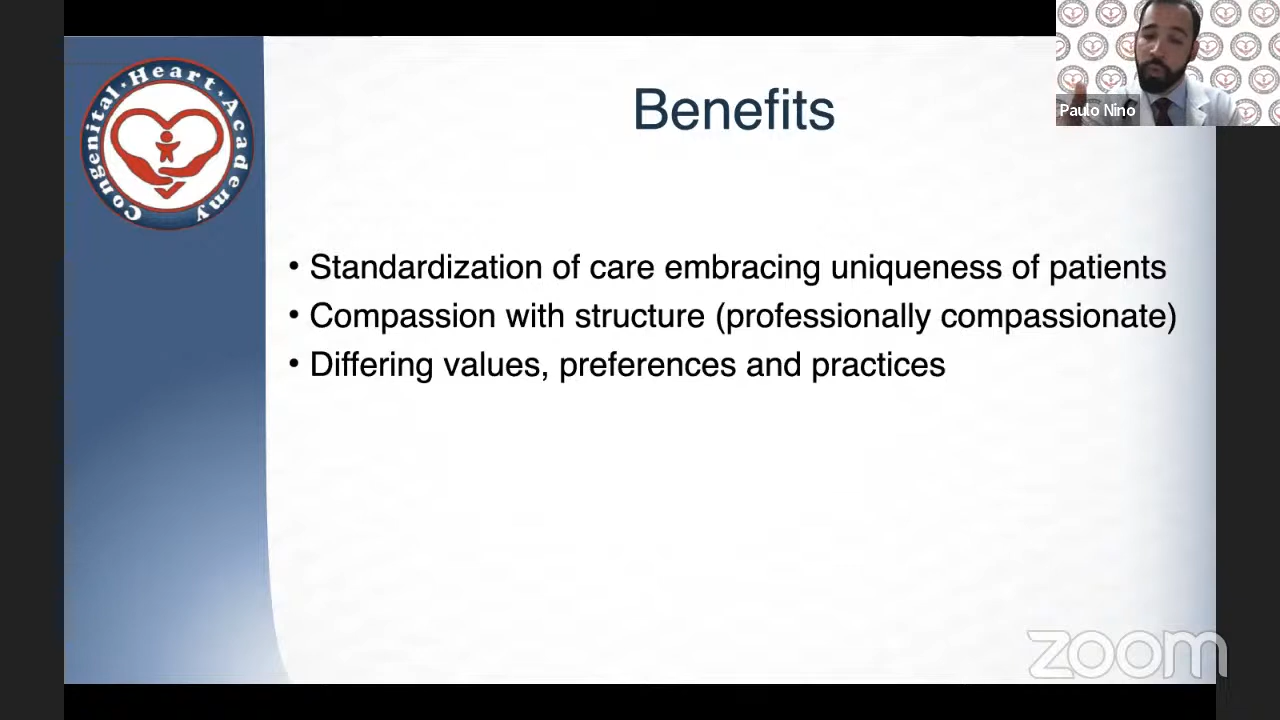 Congenital · Heart · Academy
Benefits
Paulo Nino
• Standardization of care embracing uniqueness of patients
• Compassion with structure (professionally compassionate)
• Differing values, preferences and practices
zoom